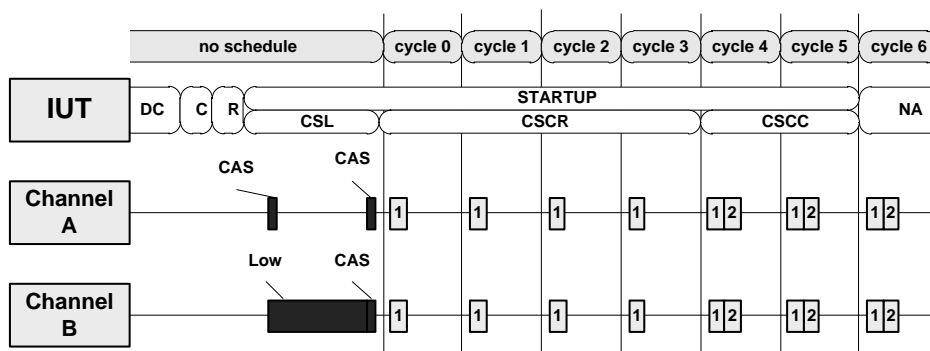 no schedule cycle 0 cycle 1 cycle 2 cycle 3 cycle 4 cycle 5 cycle 6
IUT DC C R STARTUP NA
CSL CSCR CSCC
CAS CAS
Channel A 1 1 1 1 1 2 1 2 1 2
Low CAS
Channel B 1 1 1 1 1 2 1 2 1 2